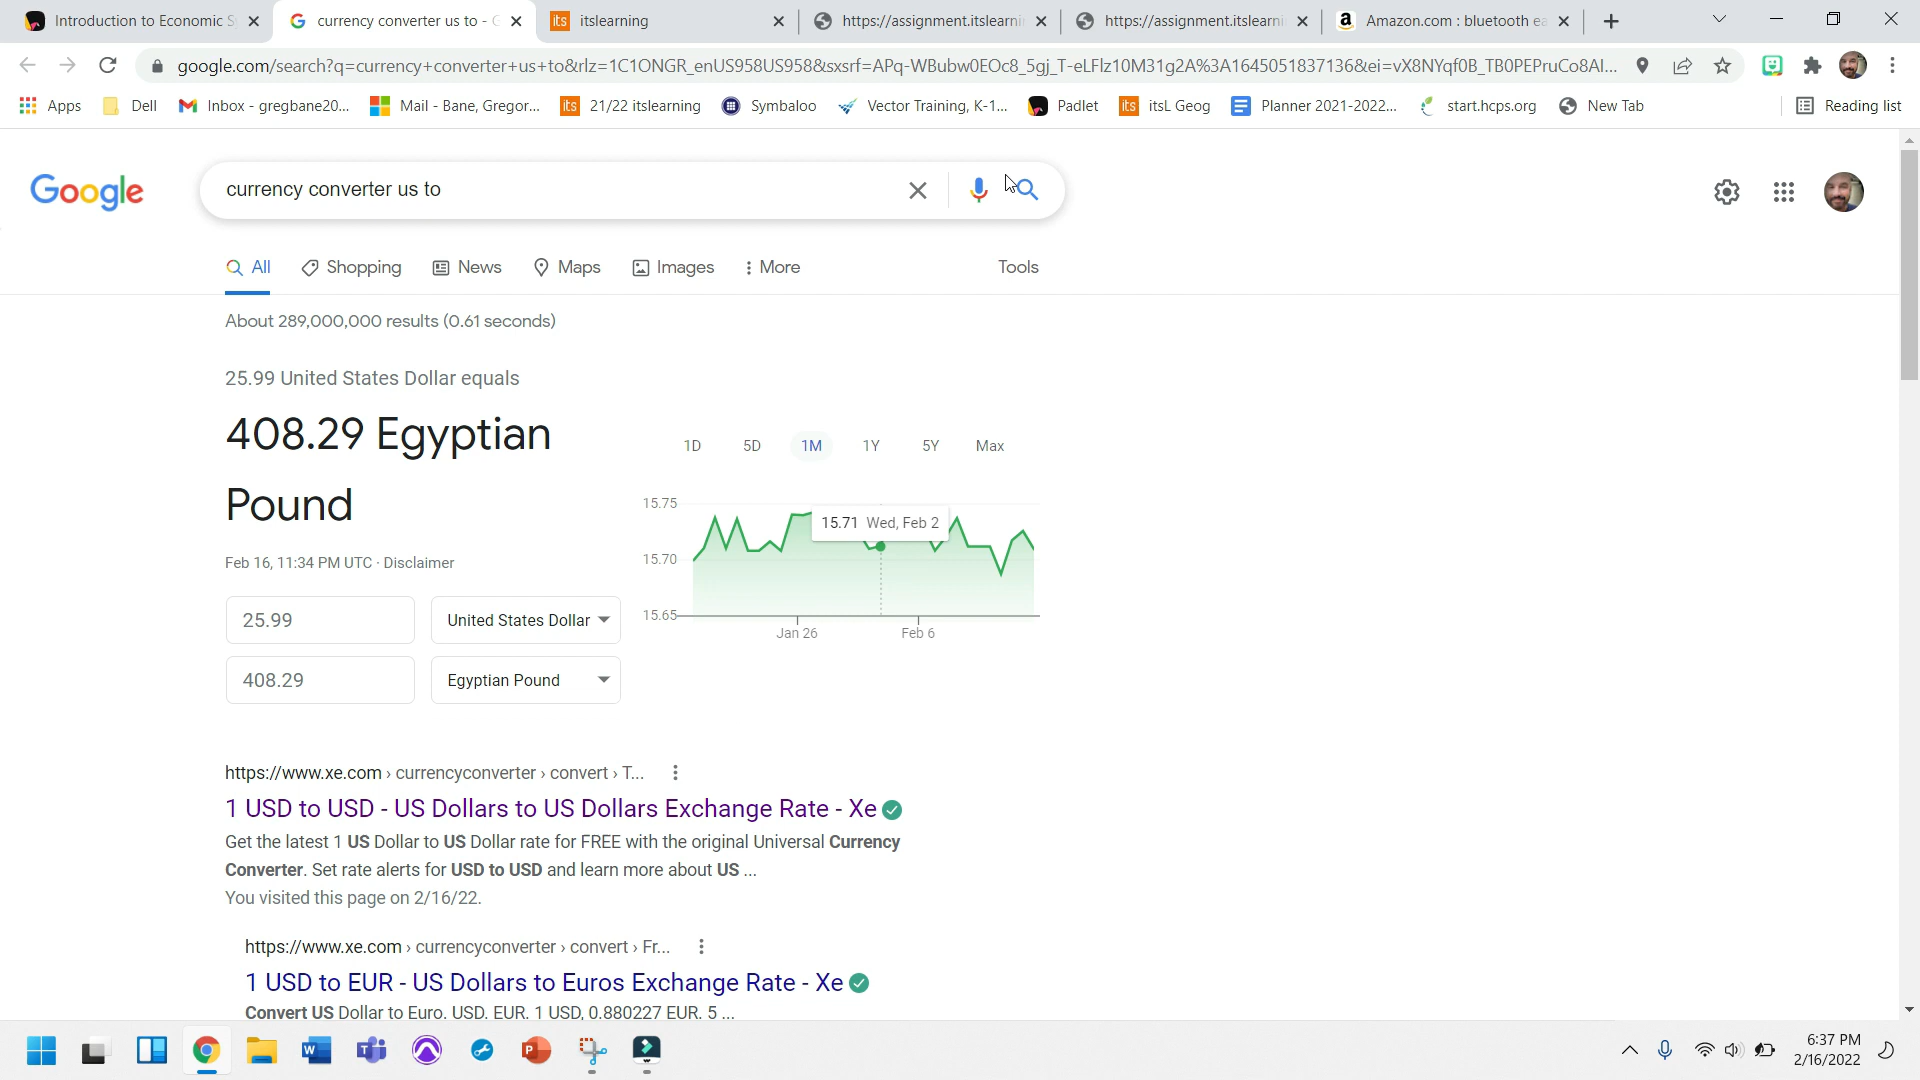 Introduction to Economic S
currency converter us to - G
its itslearning
https://assignment.itslearni
https://assignment.itslearni
Amazon.com : bluetooth ea
google.com/search?q=currency+converter+us+to&rlz=1C1ONGR_enUS958US958&sxsrf=APq-WBubw0EOc8_5gj_T-eLFlz10M31g2A%3A1645051837136&ei=vX8NYqf0B_TB0PEPruCo8AI...
Apps
Dell
Inbox - gregbane20...
Mail - Bane, Gregor...
its 21/22 itslearning
Symbaloo
Vector Training, K-1...
Padlet
its itsL Geog
Planner 2021-2022...
start.hcps.org
New Tab
Reading list
Google
currency converter us to
All
Shopping
News
Maps
Images
More
Tools
About 289,000,000 results (0.61 seconds)
25.99 United States Dollar equals
408.29 Egyptian
Pound
Feb 16, 11:34 PM UTC · Disclaimer
25.99
United States Dollar
408.29
Egyptian Pound
1D 5D 1M 1Y 5Y Max
15.75
15.71 Wed, Feb 2
15.70
15.65
Jan 26
Feb 6
https://www.xe.com › currencyconverter › convert › T...
1 USD to USD - US Dollars to US Dollars Exchange Rate - Xe
Get the latest 1 US Dollar to US Dollar rate for FREE with the original Universal Currency
Converter. Set rate alerts for USD to USD and learn more about US ...
You visited this page on 2/16/22.
https://www.xe.com › currencyconverter › convert › Fr...
1 USD to EUR - US Dollars to Euros Exchange Rate - Xe
Convert US Dollar to Euro. USD. EUR. 1 USD, 0.880227 EUR. 5 ...
6:37 PM
2/16/2022